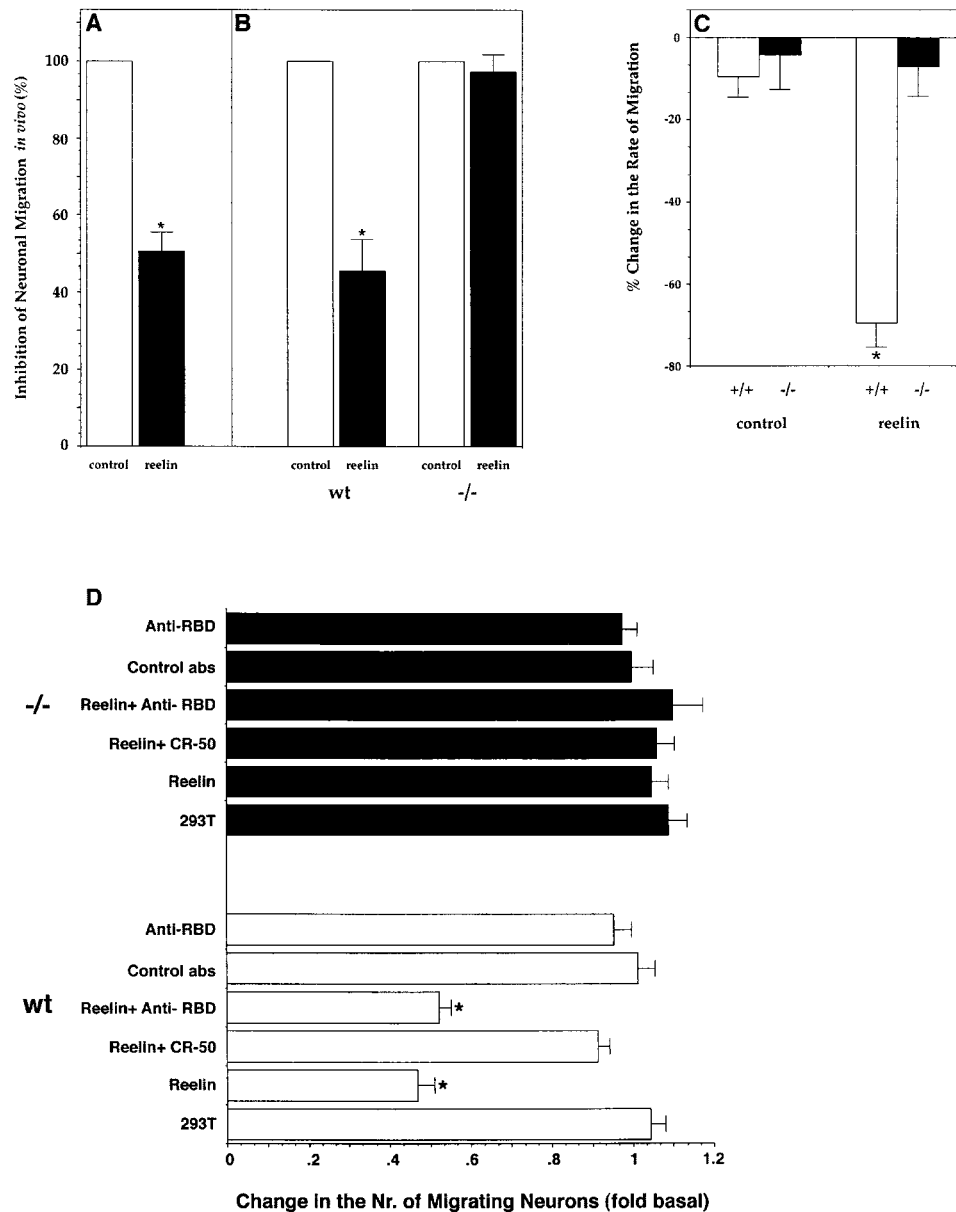 A
B
Inhibition of Neuronal Migration in vivo (%)
100
80
60
40
20
0
*
*
control reelin
control reelin control reelin
wt -/-
C
% Change in the Rate of Migration
0
-20
-40
-60
-80
*
+/+ -/- +/+ -/-
control reelin
D
-/-
Anti-RBD
Control abs
Reelin+ Anti- RBD
Reelin+ CR-50
Reelin
293T
wt
Anti-RBD
Control abs
Reelin+ Anti- RBD *
Reelin+ CR-50
Reelin *
293T
0 .2 .4 .6 .8 1 1.2
Change in the Nr. of Migrating Neurons (fold basal)